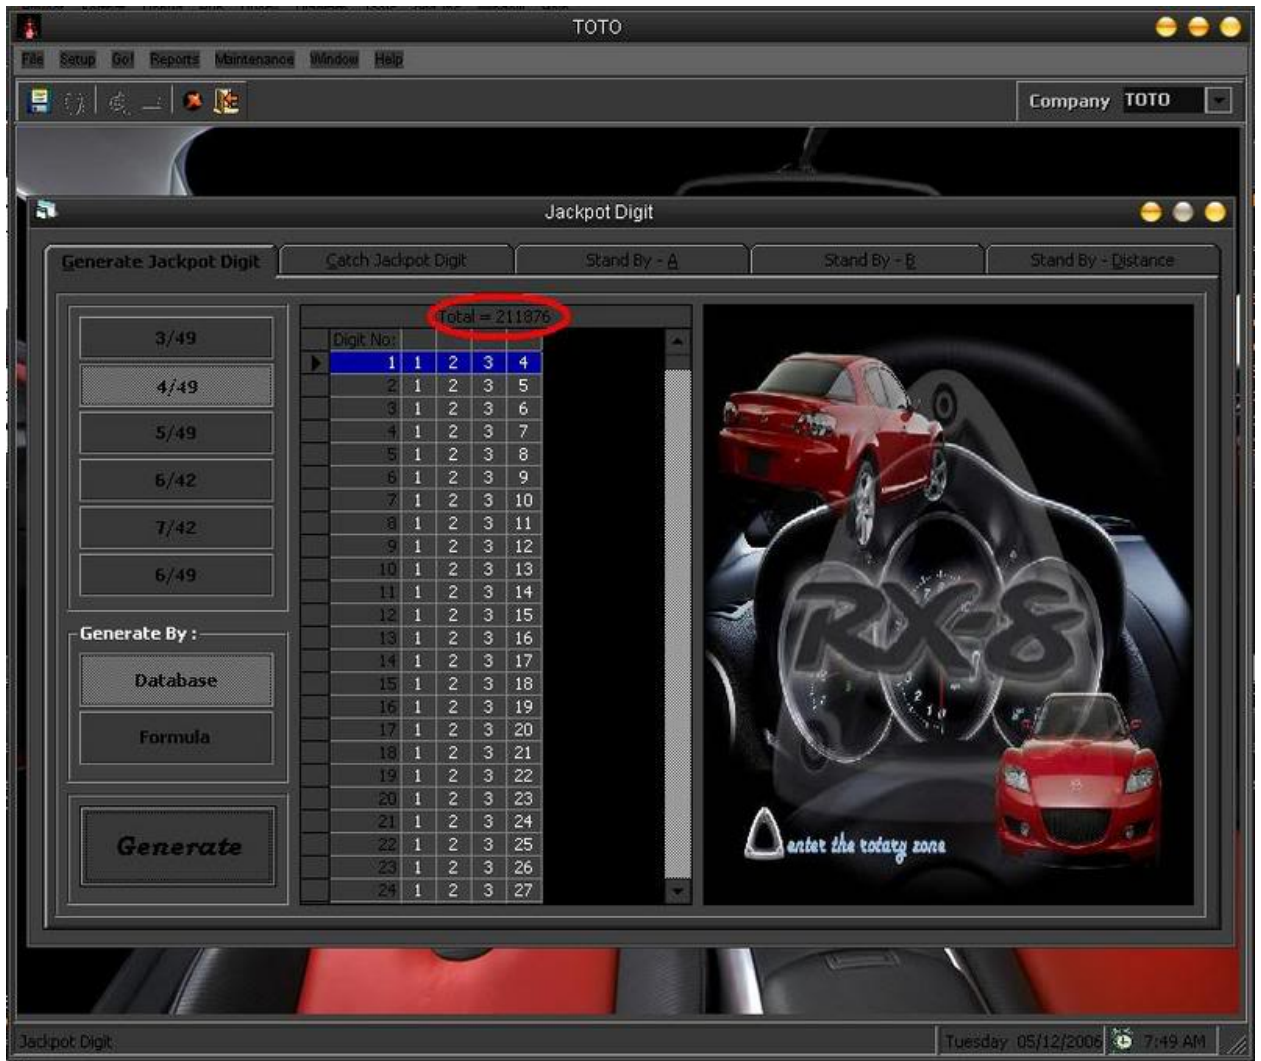 TOTO
File Setup Go! Reports Maintenance Window Help
Company TOTO
Jackpot Digit
Generate Jackpot Digit Catch Jackpot Digit Stand By - A Stand By - B Stand By - Distance
3/49
4/49
5/49
6/42
7/42
6/49
Generate By :
Database
Formula
Generate
Total = 211876
Digit No:
1 1 2 3 4
2 1 2 3 5
3 1 2 3 6
4 1 2 3 7
5 1 2 3 8
6 1 2 3 9
7 1 2 3 10
8 1 2 3 11
9 1 2 3 12
10 1 2 3 13
11 1 2 3 14
12 1 2 3 15
13 1 2 3 16
14 1 2 3 17
15 1 2 3 18
16 1 2 3 19
17 1 2 3 20
18 1 2 3 21
19 1 2 3 22
20 1 2 3 23
21 1 2 3 24
22 1 2 3 25
23 1 2 3 26
24 1 2 3 27
RX-8
enter the rotary zone
Jackpot Digit
Tuesday 05/12/2006 7:49 AM